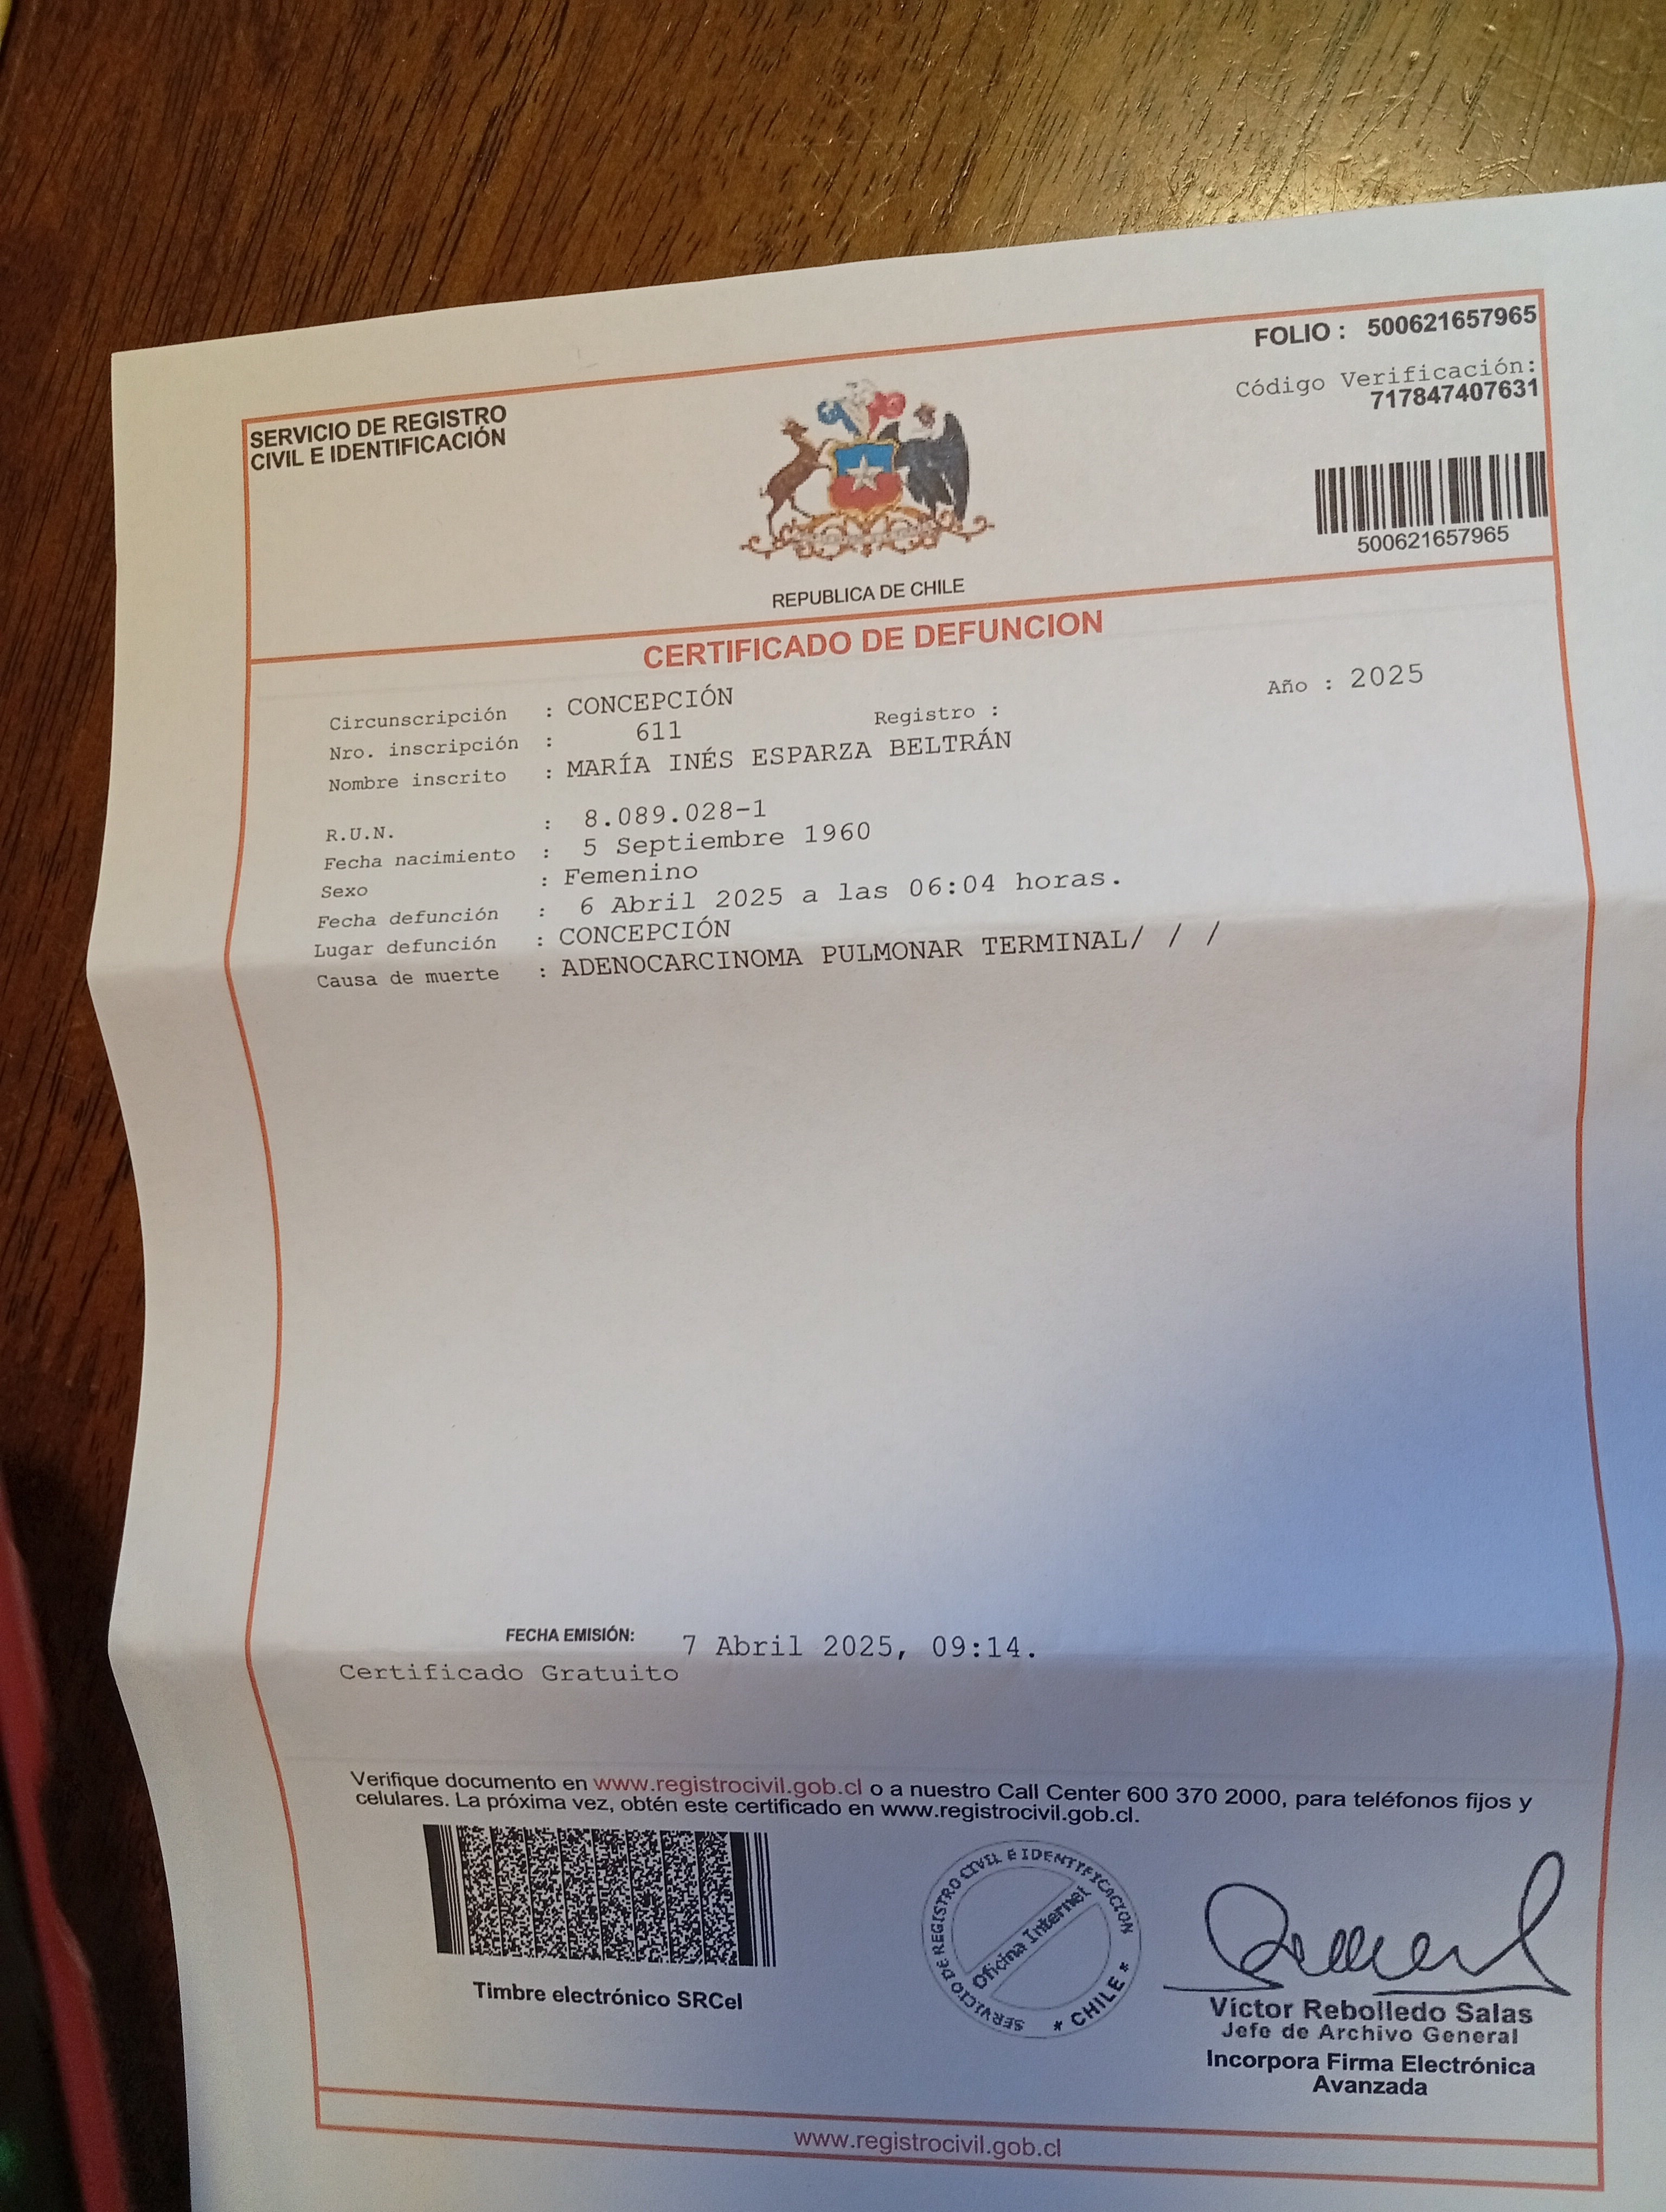 FOLIO : 500621657965
Código Verificación:
717847407631
SERVICIO DE REGISTRO
CIVIL E IDENTIFICACIÓN
500621657965
REPUBLICA DE CHILE
CERTIFICADO DE DEFUNCION
Circunscripción : CONCEPCIÓN
Nro. inscripción : 611 Registro : Año : 2025
Nombre inscrito : MARÍA INÉS ESPARZA BELTRÁN
R.U.N. : 8.089.028-1
Fecha nacimiento : 5 Septiembre 1960
Sexo : Femenino
Fecha defunción : 6 Abril 2025 a las 06:04 horas.
Lugar defunción : CONCEPCIÓN
Causa de muerte : ADENOCARCINOMA PULMONAR TERMINAL/ / /
FECHA EMISIÓN: 7 Abril 2025, 09:14.
Certificado Gratuito
Verifique documento en www.registrocivil.gob.cl o a nuestro Call Center 600 370 2000, para teléfonos fijos y
celulares. La próxima vez, obtén este certificado en www.registrocivil.gob.cl.
Timbre electrónico SRCeI
SERVICIO DE REGISTRO CIVIL E IDENTIFICACION
Oficina Internet
* CHILE *
Víctor Rebolledo Salas
Jefe de Archivo General
Incorpora Firma Electrónica
Avanzada
www.registrocivil.gob.cl